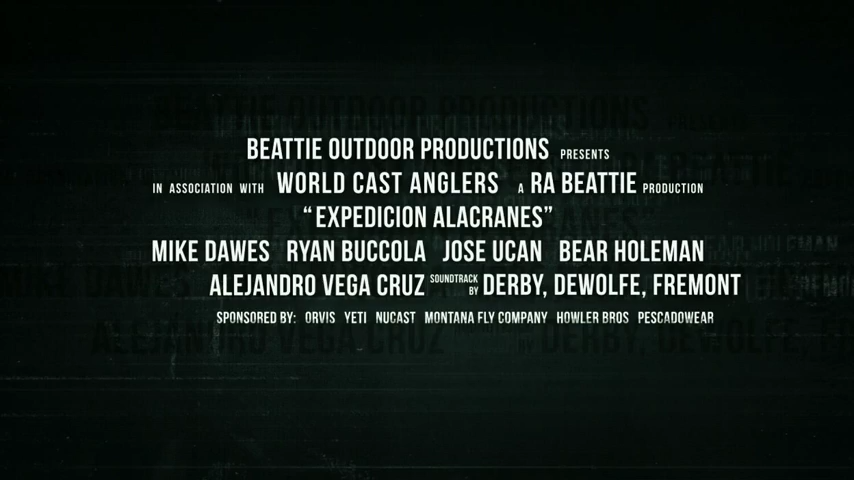 BEATTIE OUTDOOR PRODUCTIONS PRESENTS
IN ASSOCIATION WITH WORLD CAST ANGLERS A RA BEATTIE PRODUCTION
“EXPEDICION ALACRANES”
MIKE DAWES RYAN BUCCOLA JOSE UCAN BEAR HOLEMAN
ALEJANDRO VEGA CRUZ SOUNDTRACK BY DERBY, DEWOLFE, FREMONT
SPONSORED BY: ORVIS YETI NUCAST MONTANA FLY COMPANY HOWLER BROS PESCADOWEAR